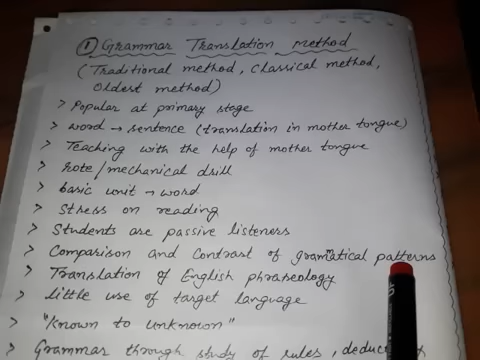 ① Grammar Translation Method
(Traditional method, Classical method,
Oldest method)
> Popular at primary stage
> word → sentence (translation in mother tongue)
> Teaching with the help of mother tongue
> Rote/mechanical drill
> basic unit → word
> Stress on reading
> Students are passive listeners
> Comparison and Contrast of gramatical patterns
> Translation of English phraseology
> little use of target language
> "Known to Unknown"
> Grammar through study of rules,